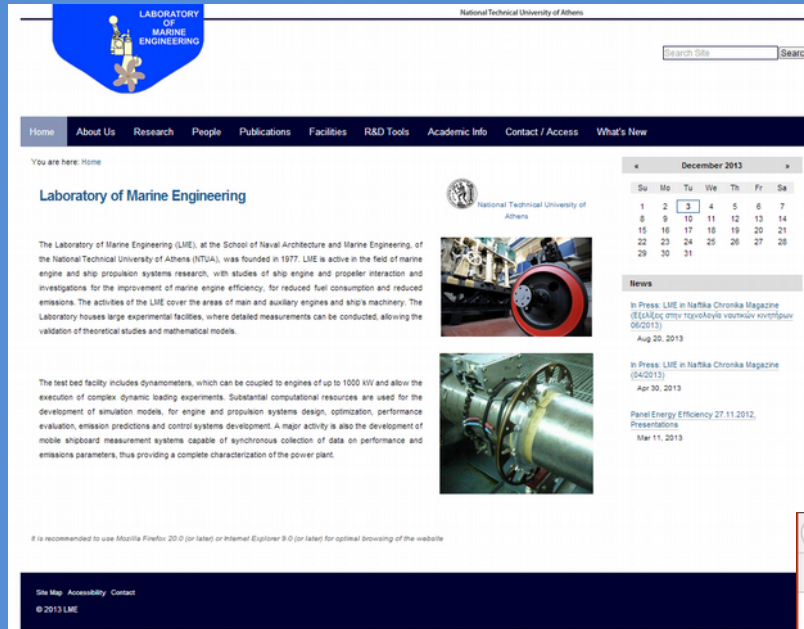 LABORATORY
OF
MARINE
ENGINEERING
National Technical University of Athens
Search Site
Searc
Home About Us Research People Publications Facilities R&D Tools Academic Info Contact / Access What's New
You are here: Home
Laboratory of Marine Engineering
National Technical University of
Athens
The Laboratory of Marine Engineering (LME), at the School of Naval Architecture and Marine Engineering, of
the National Technical University of Athens (NTUA), was founded in 1977. LME is active in the field of marine
engine and ship propulsion systems research, with studies of ship engine and propeller interaction and
investigations for the improvement of marine engine efficiency, for reduced fuel consumption and reduced
emissions. The activities of the LME cover the areas of main and auxiliary engines and ship's machinery. The
Laboratory houses large experimental facilities, where detailed measurements can be conducted, allowing the
validation of theoretical studies and mathematical models.
The test bed facility includes dynamometers, which can be coupled to engines of up to 1000 kW and allow the
execution of complex dynamic loading experiments. Substantial computational resources are used for the
development of simulation models, for engine and propulsion systems design, optimization, performance
evaluation, emission predictions and control systems development. A major activity is also the development of
mobile shipboard measurement systems capable of synchronous collection of data on performance and
emissions parameters, thus providing a complete characterization of the power plant.
It is recommended to use Mozilla Firefox 20.0 (or later) or Internet Explorer 9.0 (or later) for optimal browsing of the website
« December 2013 »
Su Mo Tu We Th Fr Sa
1 2 3 4 5 6 7
8 9 10 11 12 13 14
15 16 17 18 19 20 21
22 23 24 25 26 27 28
29 30 31
News
In Press: LME in Naftika Chronika Magazine
(Εξελίξεις στην τεχνολογία ναυτικών κινητήρων
06/2013)
Aug 20, 2013
In Press: LME in Naftika Chronika Magazine
(04/2013)
Apr 30, 2013
Panel Energy Efficiency 27.11.2012,
Presentations
Mar 11, 2013
Site Map Accessibility Contact
© 2013 LME